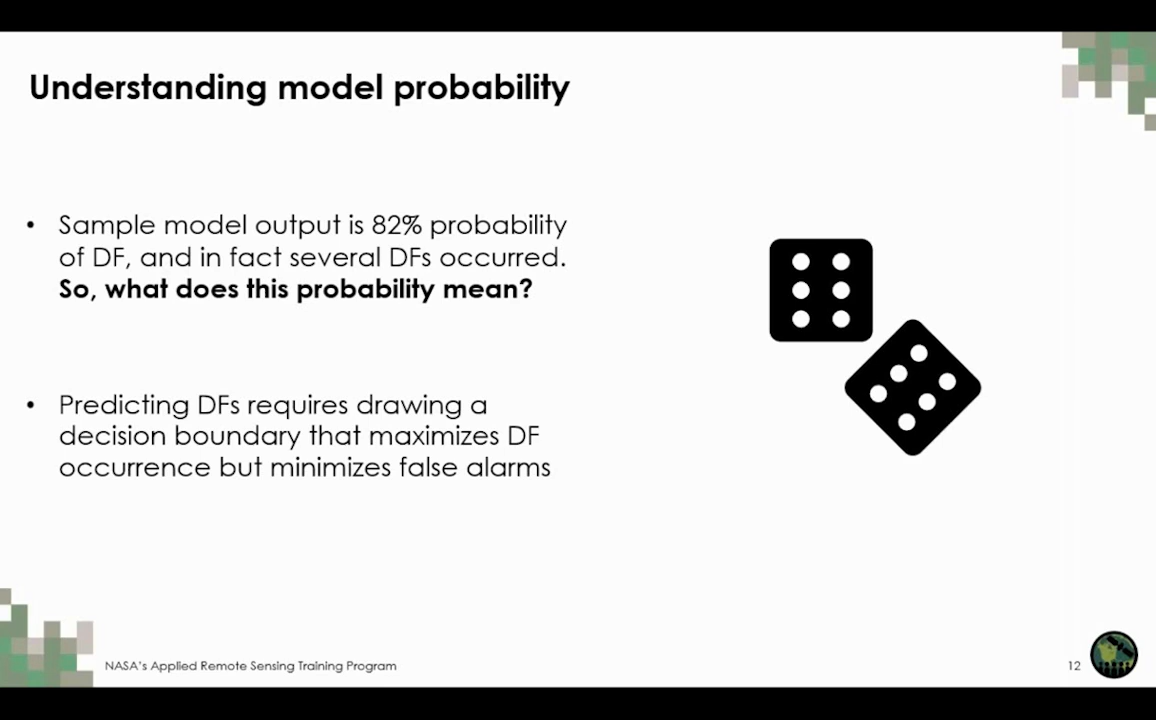 Understanding model probability
• Sample model output is 82% probability
of DF, and in fact several DFs occurred.
So, what does this probability mean?
• Predicting DFs requires drawing a
decision boundary that maximizes DF
occurrence but minimizes false alarms
NASA's Applied Remote Sensing Training Program
12